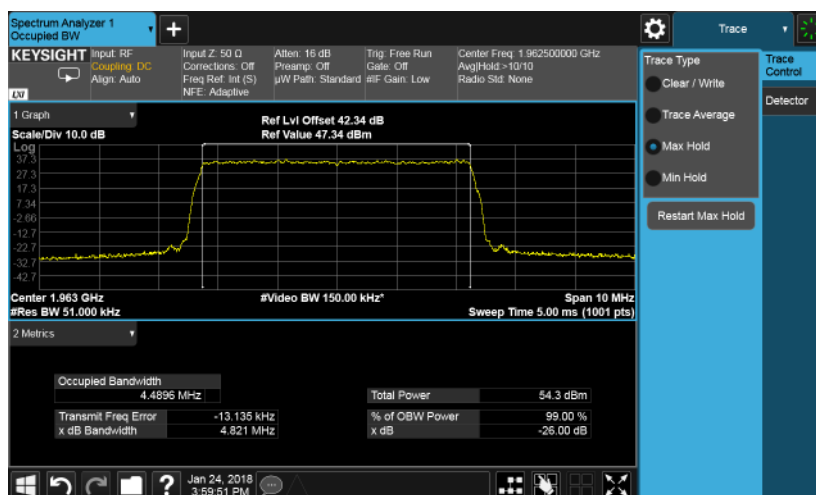 Spectrum Analyzer 1
Occupied BW
+
Trace
KEYSIGHT Input: RF Input Z: 50 Ω Atten: 16 dB Trig: Free Run Center Freq: 1.962500000 GHz
Coupling: DC Corrections: Off Preamp: Off Gate: Off Avg|Hold:>10/10
Align: Auto Freq Ref: Int (S) µW Path: Standard #IF Gain: Low Radio Std: None
LXI NFE: Adaptive
1 Graph
Ref Lvl Offset 42.34 dB
Scale/Div 10.0 dB Ref Value 47.34 dBm
Log
37.3
27.3
17.3
7.34
-2.66
-12.7
-22.7
-32.7
-42.7
Center 1.963 GHz #Video BW 150.00 kHz* Span 10 MHz
#Res BW 51.000 kHz Sweep Time 5.00 ms (1001 pts)
2 Metrics
Occupied Bandwidth
4.4896 MHz Total Power 54.3 dBm
Transmit Freq Error -13.135 kHz % of OBW Power 99.00 %
x dB Bandwidth 4.821 MHz x dB -26.00 dB
? Jan 24, 2018
3:59:51 PM
Trace Type
Clear / Write
Trace Average
Max Hold
Min Hold
Restart Max Hold
Trace
Control
Detector